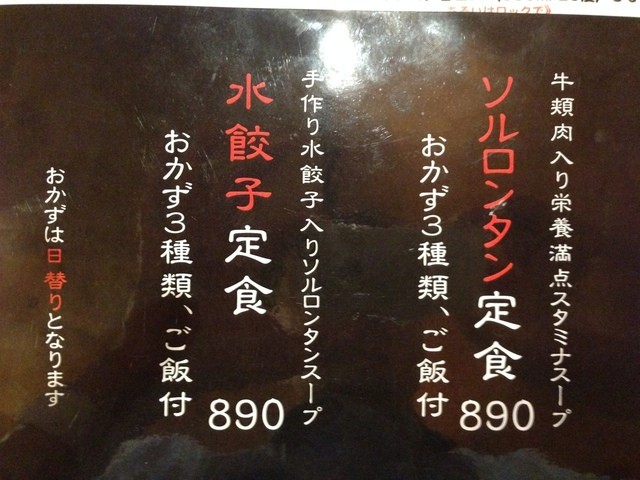 牛頬肉入り栄養満点スタミナスープ
ソルロンタン定食
おかず3種類、ご飯付
890
手作り水餃子入りソルロンタンスープ
水餃子定食
おかず3種類、ご飯付
890
おかずは日替りとなります